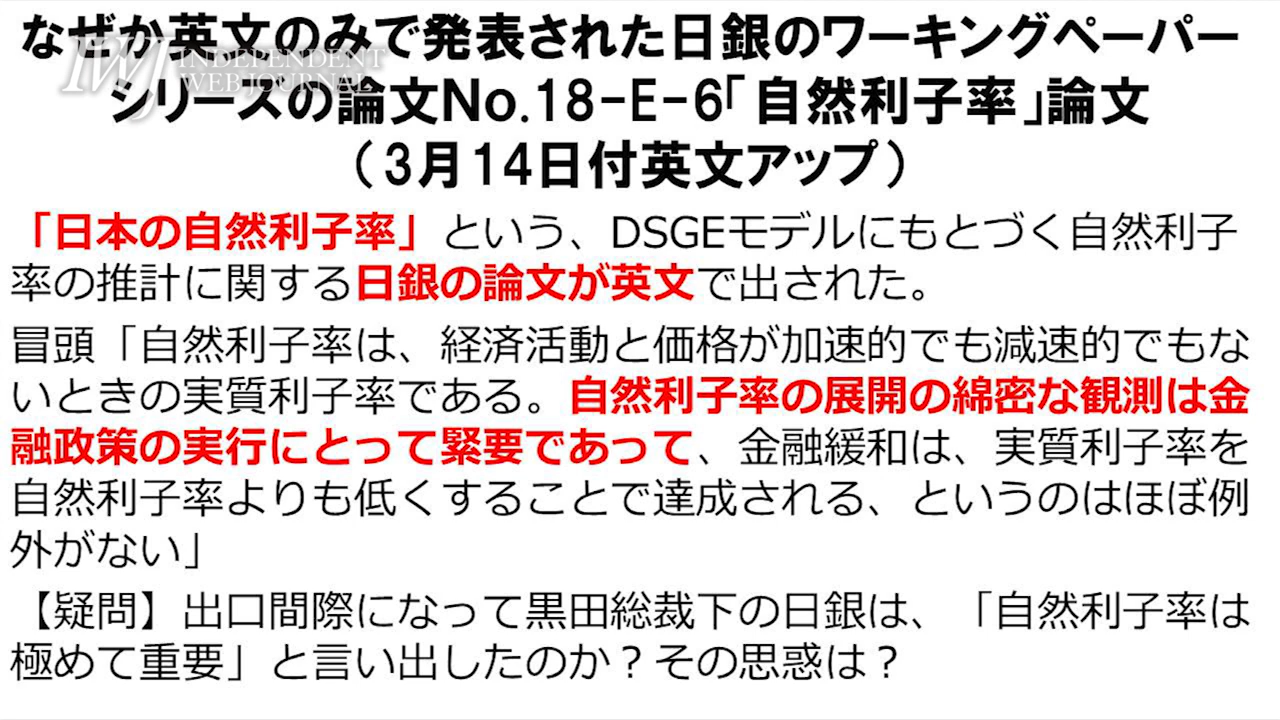 なぜか英文のみで発表された日銀のワーキングペーパー
IWJ INDEPENDENT WEB JOURNAL
シリーズの論文No.18-E-6「自然利子率」論文
（3月14日付英文アップ）
「日本の自然利子率」という、DSGEモデルにもとづく自然利子
率の推計に関する日銀の論文が英文で出された。
冒頭「自然利子率は、経済活動と価格が加速的でも減速的でもな
いときの実質利子率である。自然利子率の展開の綿密な観測は金
融政策の実行にとって緊要であって、金融緩和は、実質利子率を
自然利子率よりも低くすることで達成される、というのはほぼ例
外がない」
【疑問】出口間際になって黒田総裁下の日銀は、「自然利子率は
極めて重要」と言い出したのか？その思惑は？